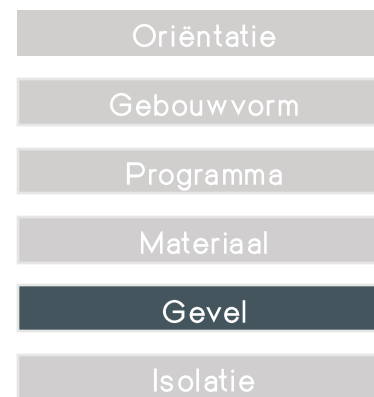 Oriëntatie
Gebouwvorm
Programma
Materiaal
Gevel
Isolatie